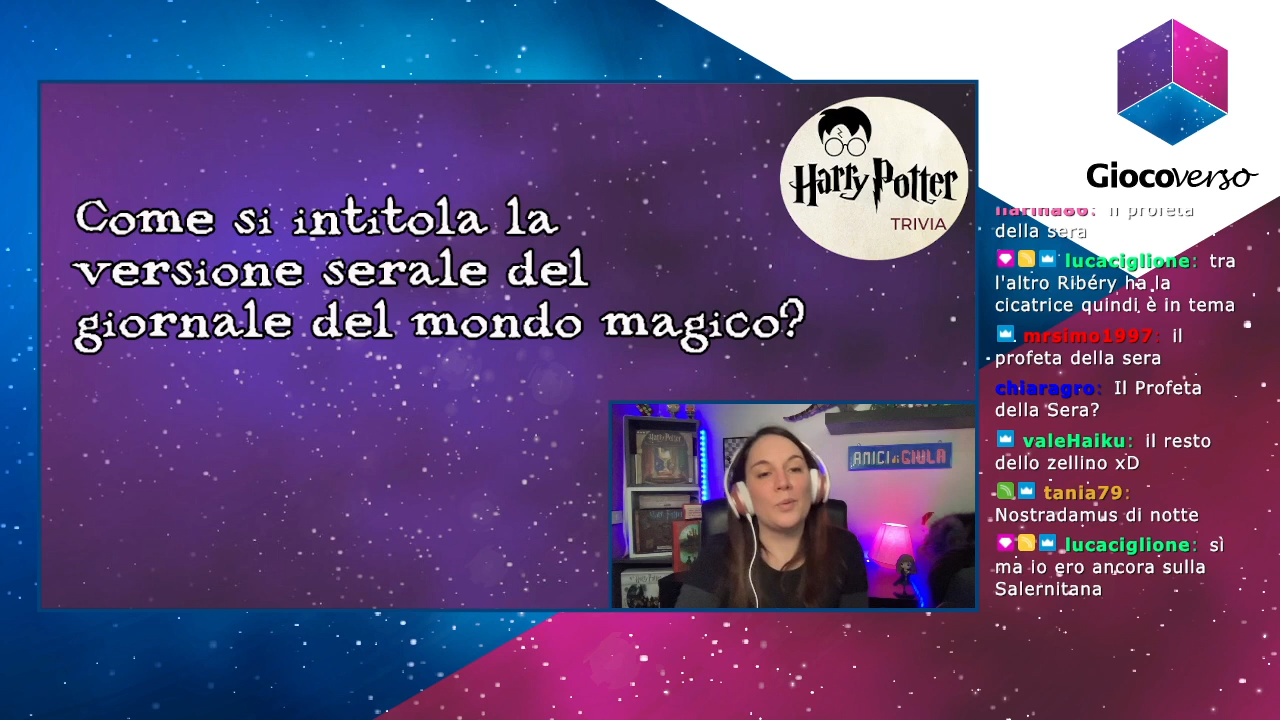 Come si intitola la
versione serale del
giornale del mondo magico?
Harry Potter
TRIVIA
AMICI di GIULA
Giocoverso
il profeta
della sera
lucaciglione: tra
l'altro Ribéry ha la
cicatrice quindi è in tema
mrsimo1997: il
profeta della sera
chiaragro: Il Profeta
della Sera?
valeHaiku: il resto
dello zellino xD
tania79:
Nostradamus di notte
lucaciglione: sì
ma io ero ancora sulla
Salernitana